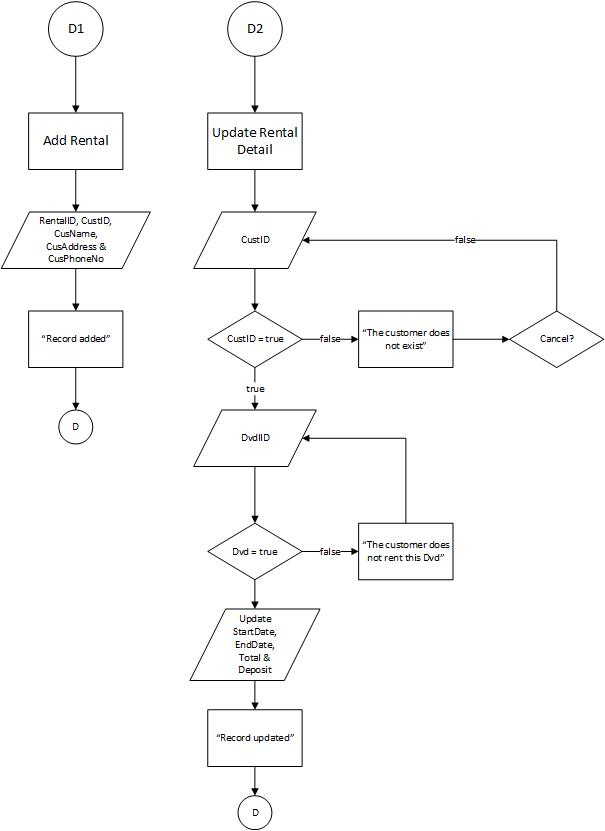 D1
Add Rental
RentalID, CustID,
CusName,
CusAddress &
CusPhoneNo
“Record added”
D
D2
Update Rental
Detail
CustID
false
CustID = true
false
“The customer does
not exist”
Cancel?
true
DvdIID
Dvd = true
false
“The customer does
not rent this Dvd”
Update
StartDate,
EndDate,
Total &
Deposit
“Record updated”
D